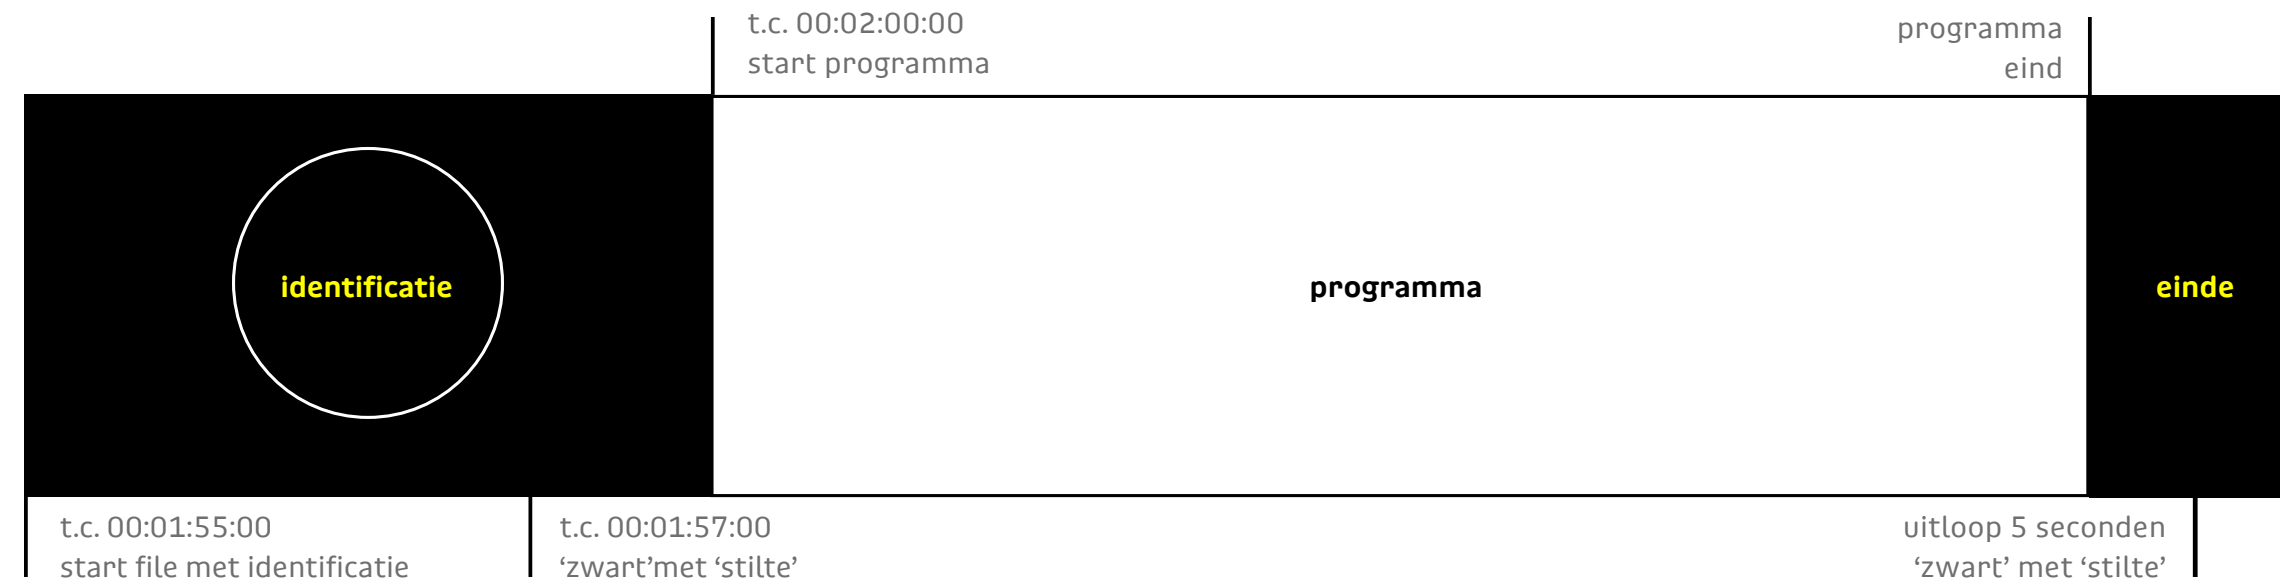 t.c. 00:02:00:00
start programma
programma
eind
identificatie
programma
einde
t.c. 00:01:55:00
start file met identificatie
t.c. 00:01:57:00
‘zwart’met ‘stilte’
uitloop 5 seconden
‘zwart’ met ‘stilte’